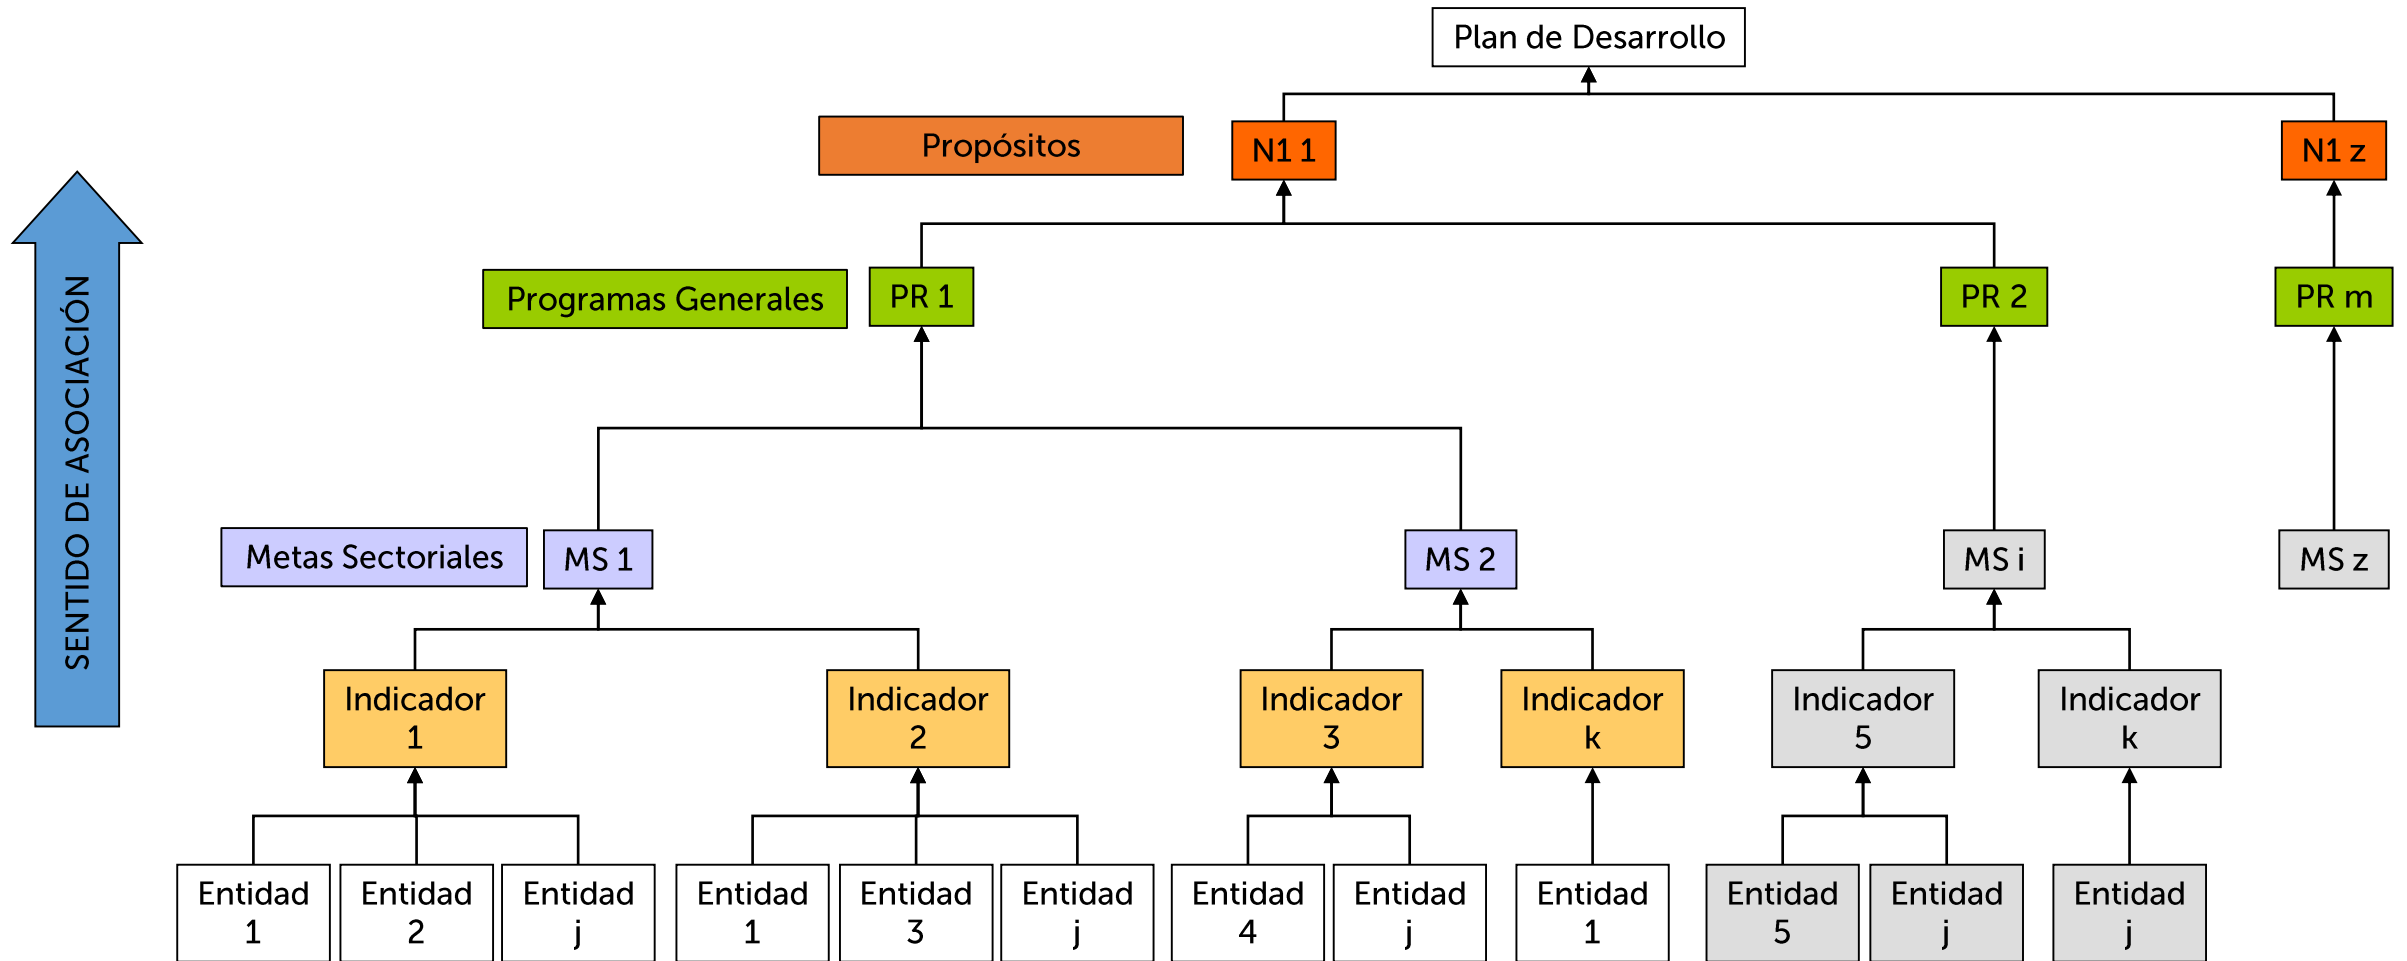 Plan de Desarrollo
Propósitos
N1 1
N1 z
SENTIDO DE ASOCIACIÓN
Programas Generales
PR 1
PR 2
PR m
Metas Sectoriales
MS 1
MS 2
MS i
MS z
Indicador
1
Indicador
2
Indicador
3
Indicador
k
Indicador
5
Indicador
k
Entidad
1
Entidad
2
Entidad
j
Entidad
1
Entidad
3
Entidad
j
Entidad
4
Entidad
j
Entidad
1
Entidad
5
Entidad
j
Entidad
j